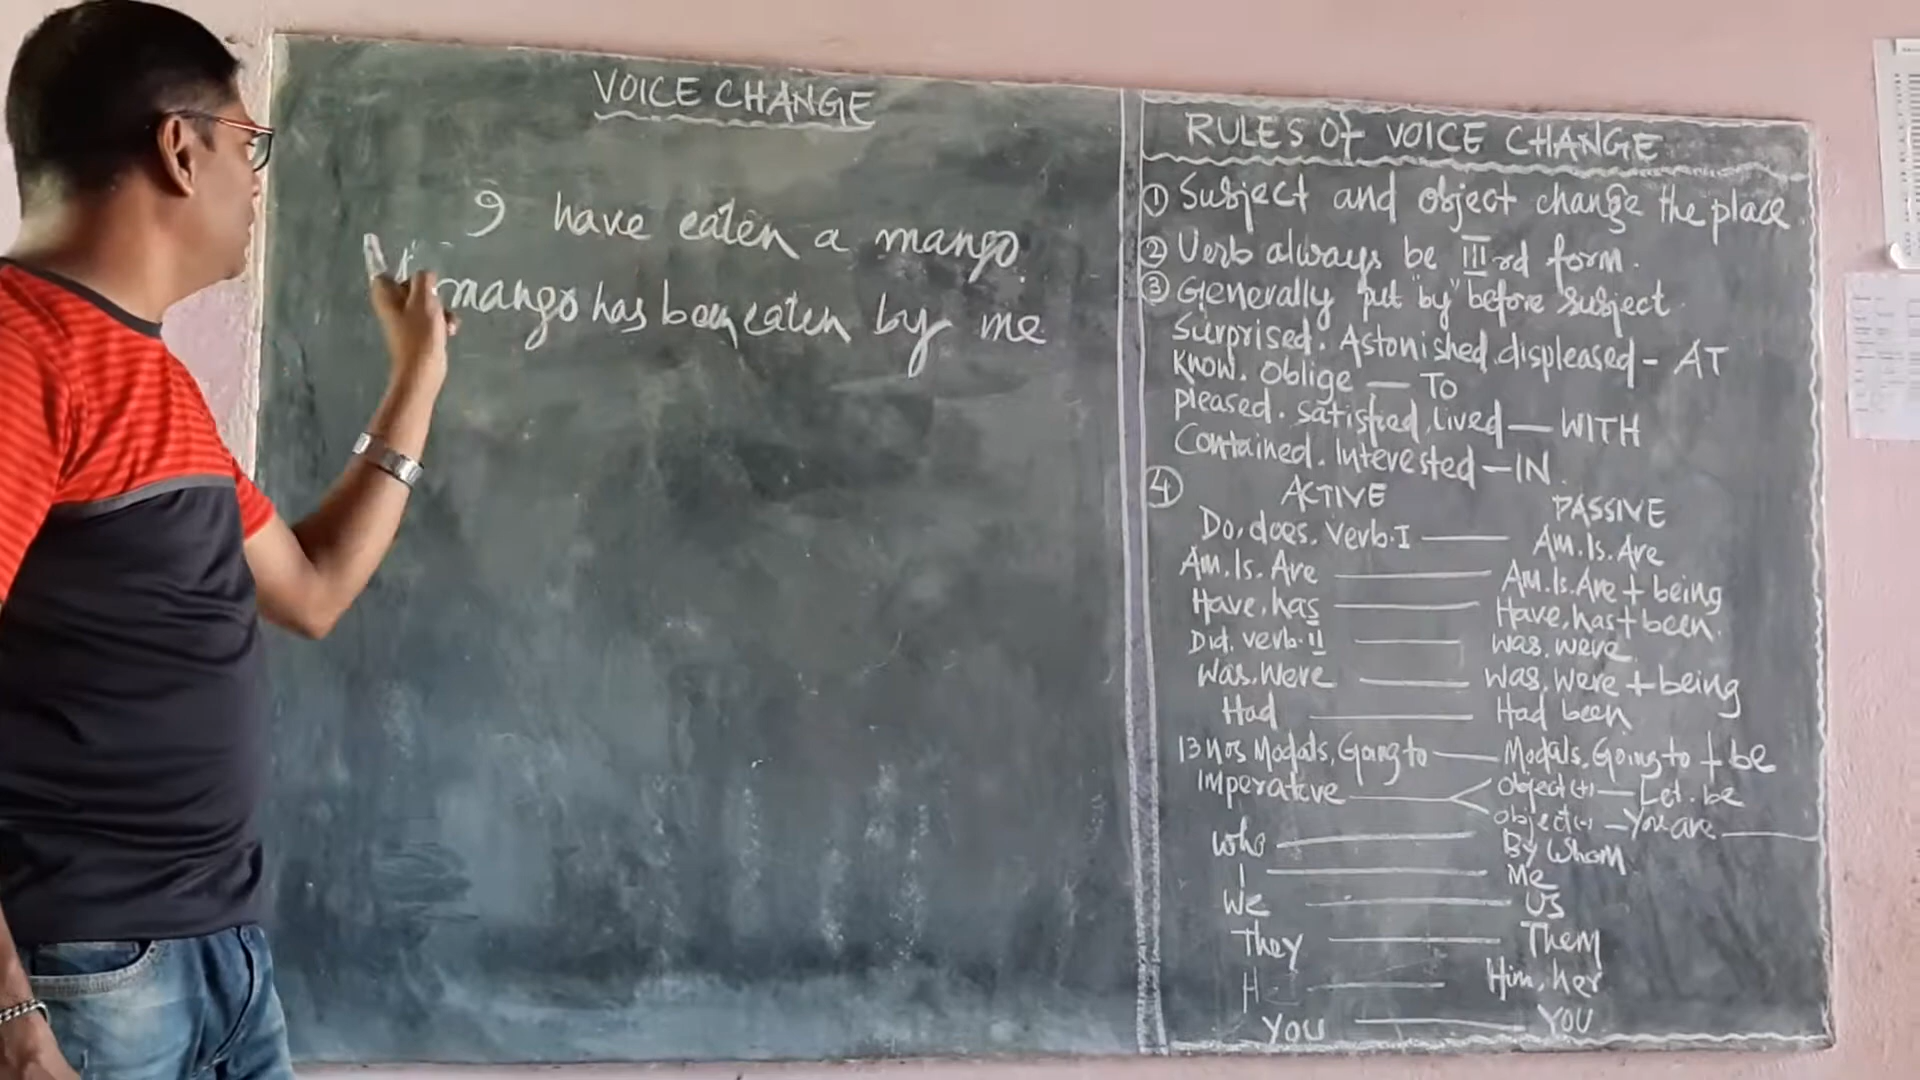 VOICE CHANGE
I have eaten a mango.
mango has been eaten by me
RULES Of VOICE CHANGE
① Subject and object change the place.
② Verb always be IIIrd form.
③ Generally put "by" before Subject
Surprised. Astonished. displeased - AT
Know. Oblige — TO
pleased. Satisfied, lived — WITH
Contained. Interested — IN
④ ACTIVE PASSIVE
Do, does, Verb.I — Am. Is. Are
Am. Is. Are — Am. Is. Are + being
Have, has — Have, has + been.
Did, verb.II — Was, were
Was. Were — Was, were + being
Had — Had been
13 nos Modals, Going to — Modals, Going to + be
Imperative — Object(+) — Let. be
object(-) — You are —
Who — By Whom
I — Me
We — US
They — Them
Him, her
YOU — YOU